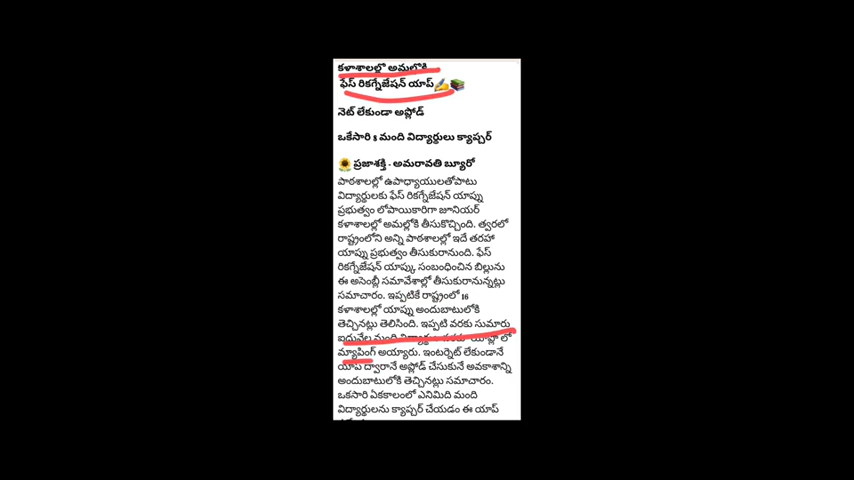 కళాశాలల్లో అమల్లోకి
ఫేస్ రికగ్నేజేషన్ యాప్
నెట్ లేకుండా అప్లోడ్
ఒకేసారి 8 మంది విద్యార్థులు క్యాప్చర్
ప్రజాశక్తి - అమరావతి బ్యూరో
పాఠశాలల్లో ఉపాధ్యాయులతోపాటు
విద్యార్థులకు ఫేస్ రికగ్నేజేషన్ యాప్ను
ప్రభుత్వం లోపాయికారిగా జూనియర్
కళాశాలల్లో అమల్లోకి తీసుకొచ్చింది. త్వరలో
రాష్ట్రంలోని అన్ని పాఠశాలల్లో ఇదే తరహా
యాప్ను ప్రభుత్వం తీసుకురానుంది. ఫేస్
రికగ్నేజేషన్ యాప్కు సంబంధించిన బిల్లును
ఈ అసెంబ్లీ సమావేశాల్లో తీసుకురానున్నట్లు
సమాచారం. ఇప్పటికే రాష్ట్రంలో 16
కళాశాలల్లో యాప్ను అందుబాటులోకి
తెచ్చినట్లు తెలిసింది. ఇప్పటి వరకు సుమారు
ఐదువేల మంది విద్యార్థులు లో
మ్యాపింగ్ అయ్యారు. ఇంటర్నెట్ లేకుండానే
యాప్ ద్వారానే అప్లోడ్ చేసుకునే అవకాశాన్ని
అందుబాటులోకి తెచ్చినట్లు సమాచారం.
ఒకసారి ఏకకాలంలో ఎనిమిది మంది
విద్యార్థులను క్యాప్చర్ చేయడం ఈ యాప్